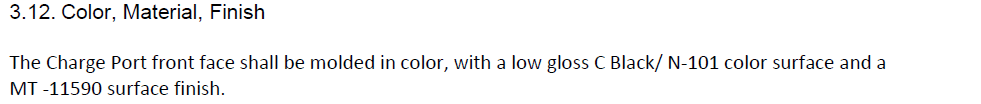 3.12. Color, Material, Finish
The Charge Port front face shall be molded in color, with a low gloss C Black/ N-101 color surface and a
MT -11590 surface finish.